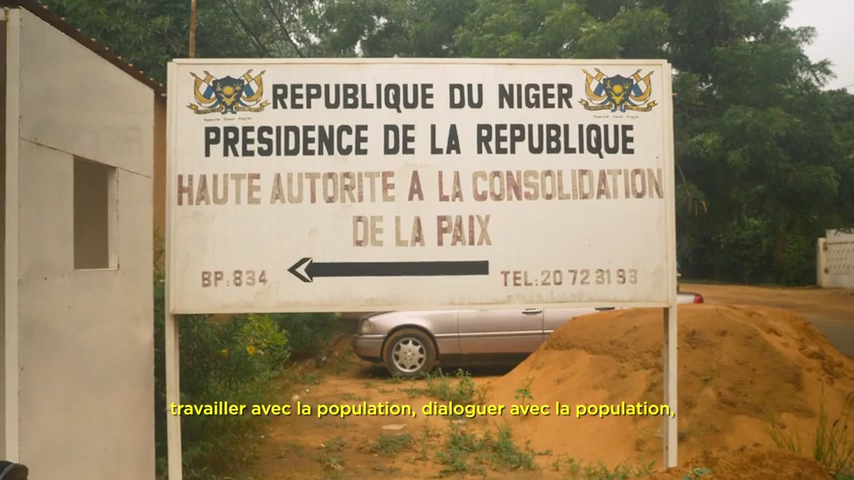 REPUBLIQUE DU NIGER
PRESIDENCE DE LA REPUBLIQUE
HAUTE AUTORITE A LA CONSOLIDATION
DE LA PAIX
BP:834
TEL:20 72 31 93
travailler avec la population, dialoguer avec la population,